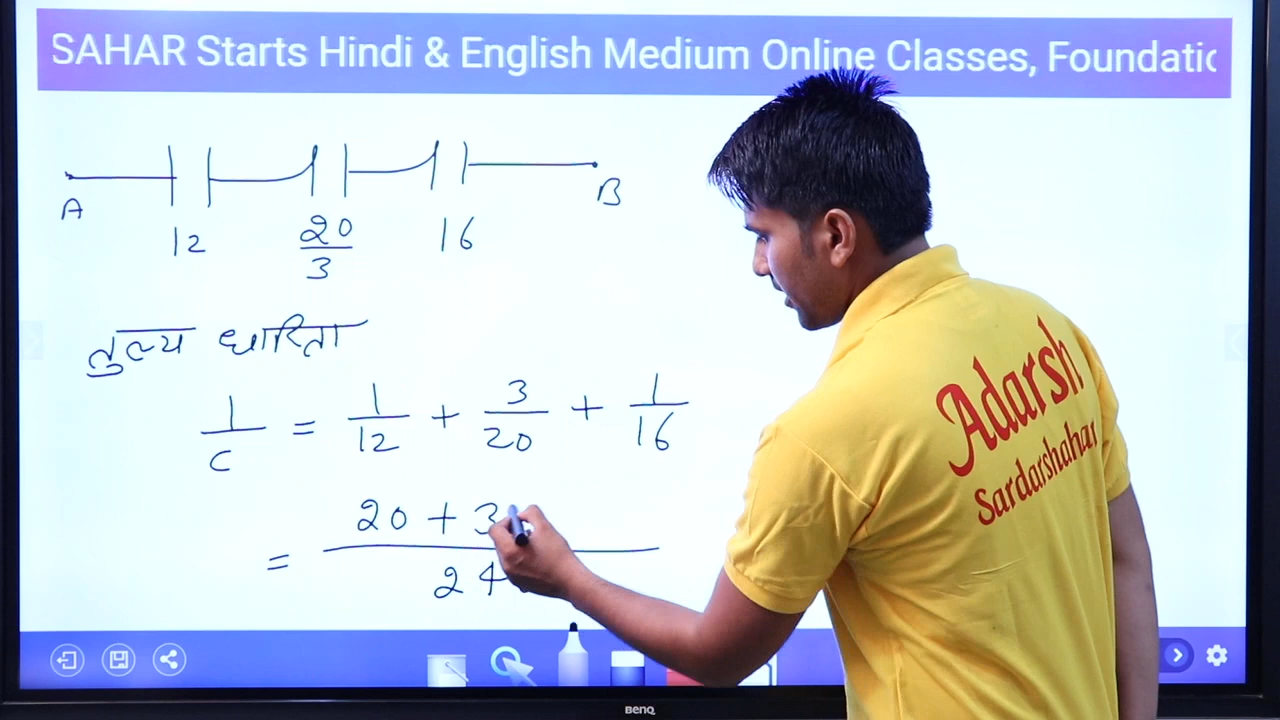 SAHAR Starts Hindi & English Medium Online Classes, Foundatio
A B
12 20/3 16
तुल्य धारिता
1/C = 1/12 + 3/20 + 1/16
= 20 + 3
24
Adarsh
Sardarshahar
BENQ